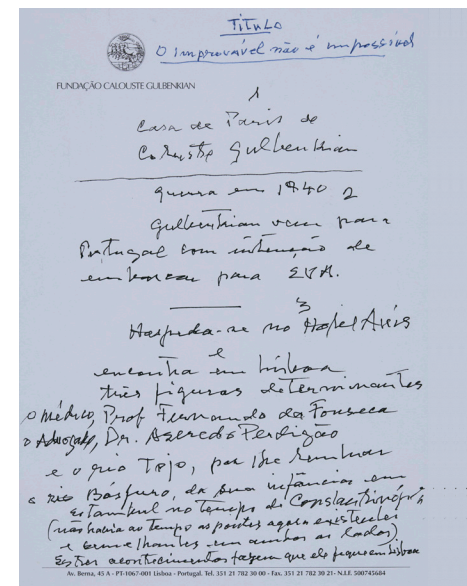 Título
O improvável não é impossível
FUNDAÇÃO CALOUSTE GULBENKIAN
1
Casa de Paris de
Calouste Gulbenkian
guerra em 1940 2
Gulbenkian vem para
Portugal com intenção de
embarcar para EUA.
3
Hospeda-se no Hotel Aviz
e
encontra em Lisboa
três figuras determinantes
o médico, Prof Fernando da Fonseca
o Advogado, Dr. Azeredo Perdigão
e o rio Tejo, por lhe lembrar
o rio Bósforo, da sua infância em
Istambul no tempo de Constantinopla
(não havia ao tempo as pontes agora existentes
e semelhantes em ambos os lados)
Estes acontecimentos fazem que ele fique em Lisboa
Av. Berna, 45 A - PT1067-001 Lisboa - Portugal. Tel. 351 21 782 30 00 - Fax. 351 21 782 30 21- N.I.F. 500745684